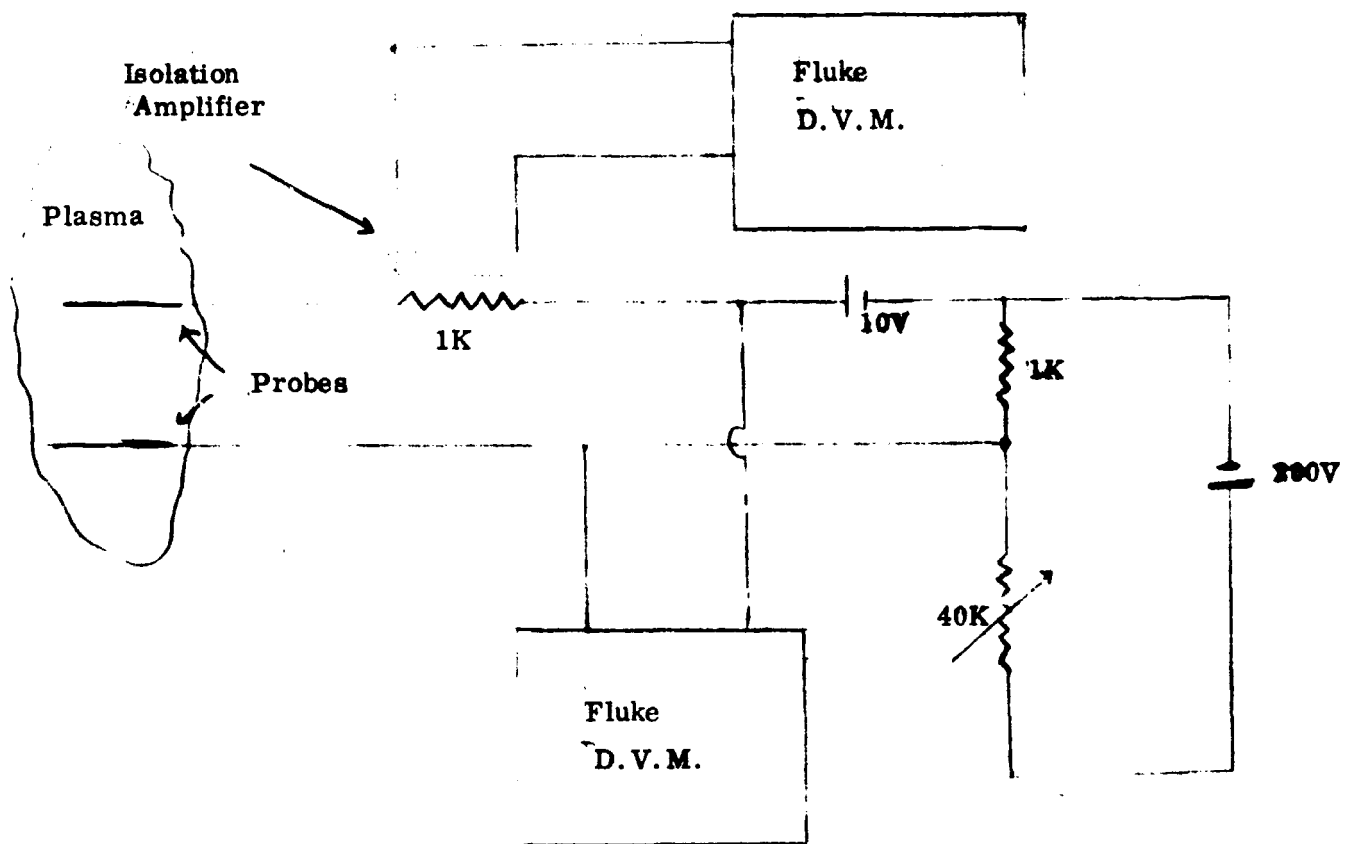 Isolation
Amplifier
Fluke
D.V.M.
Plasma
1K
10V
1K
Probes
40K
Fluke
D.V.M.